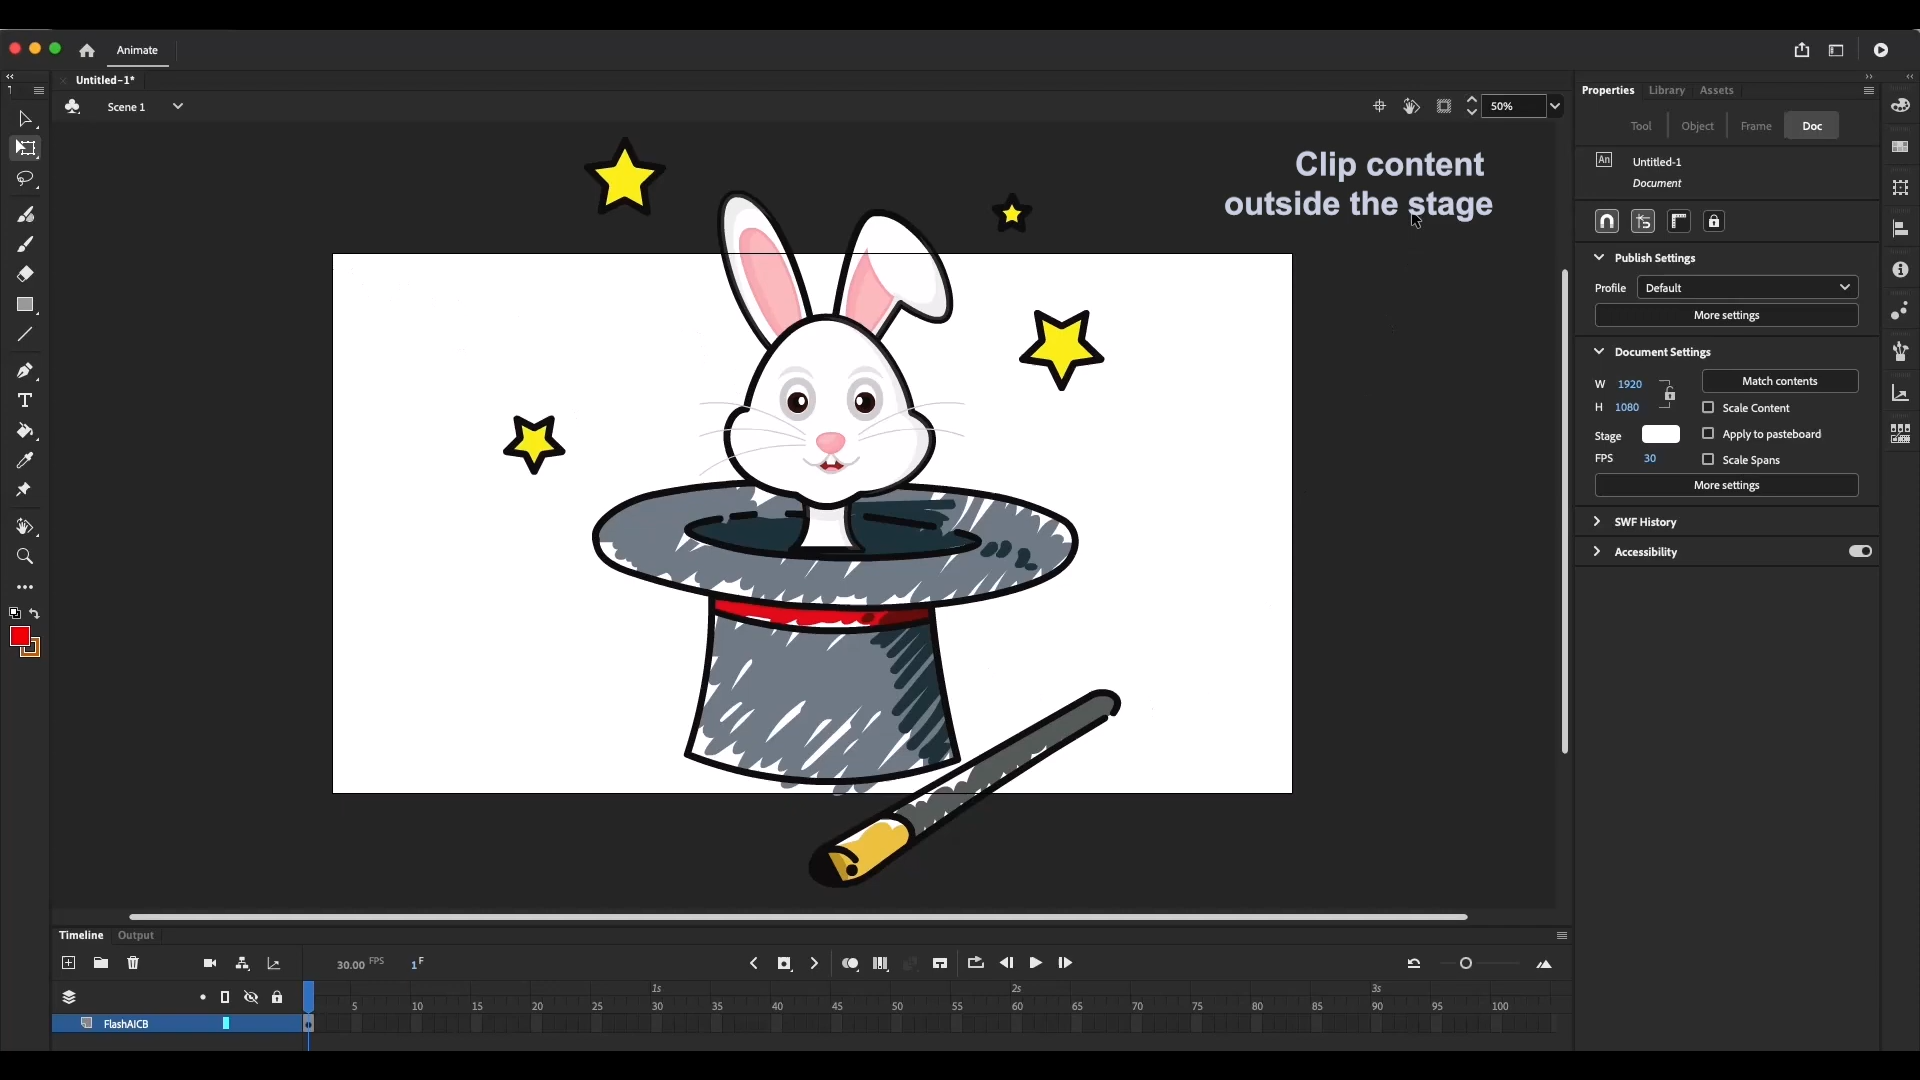 Animate
Untitled-1*
Scene 1
50%
Clip content
outside the stage
Properties
Library
Assets
Tool
Object
Frame
Doc
An
Untitled-1
Document
Publish Settings
Profile
Default
More settings
Document Settings
W 1920
H 1080
Match contents
Scale Content
Stage
Apply to pasteboard
FPS 30
Scale Spans
More settings
SWF History
Accessibility
Timeline
Output
30.00 FPS
1 F
1s
2s
3s
5 10 15 20 25 30 35 40 45 50 55 60 65 70 75 80 85 90 95 100
FlashAICB